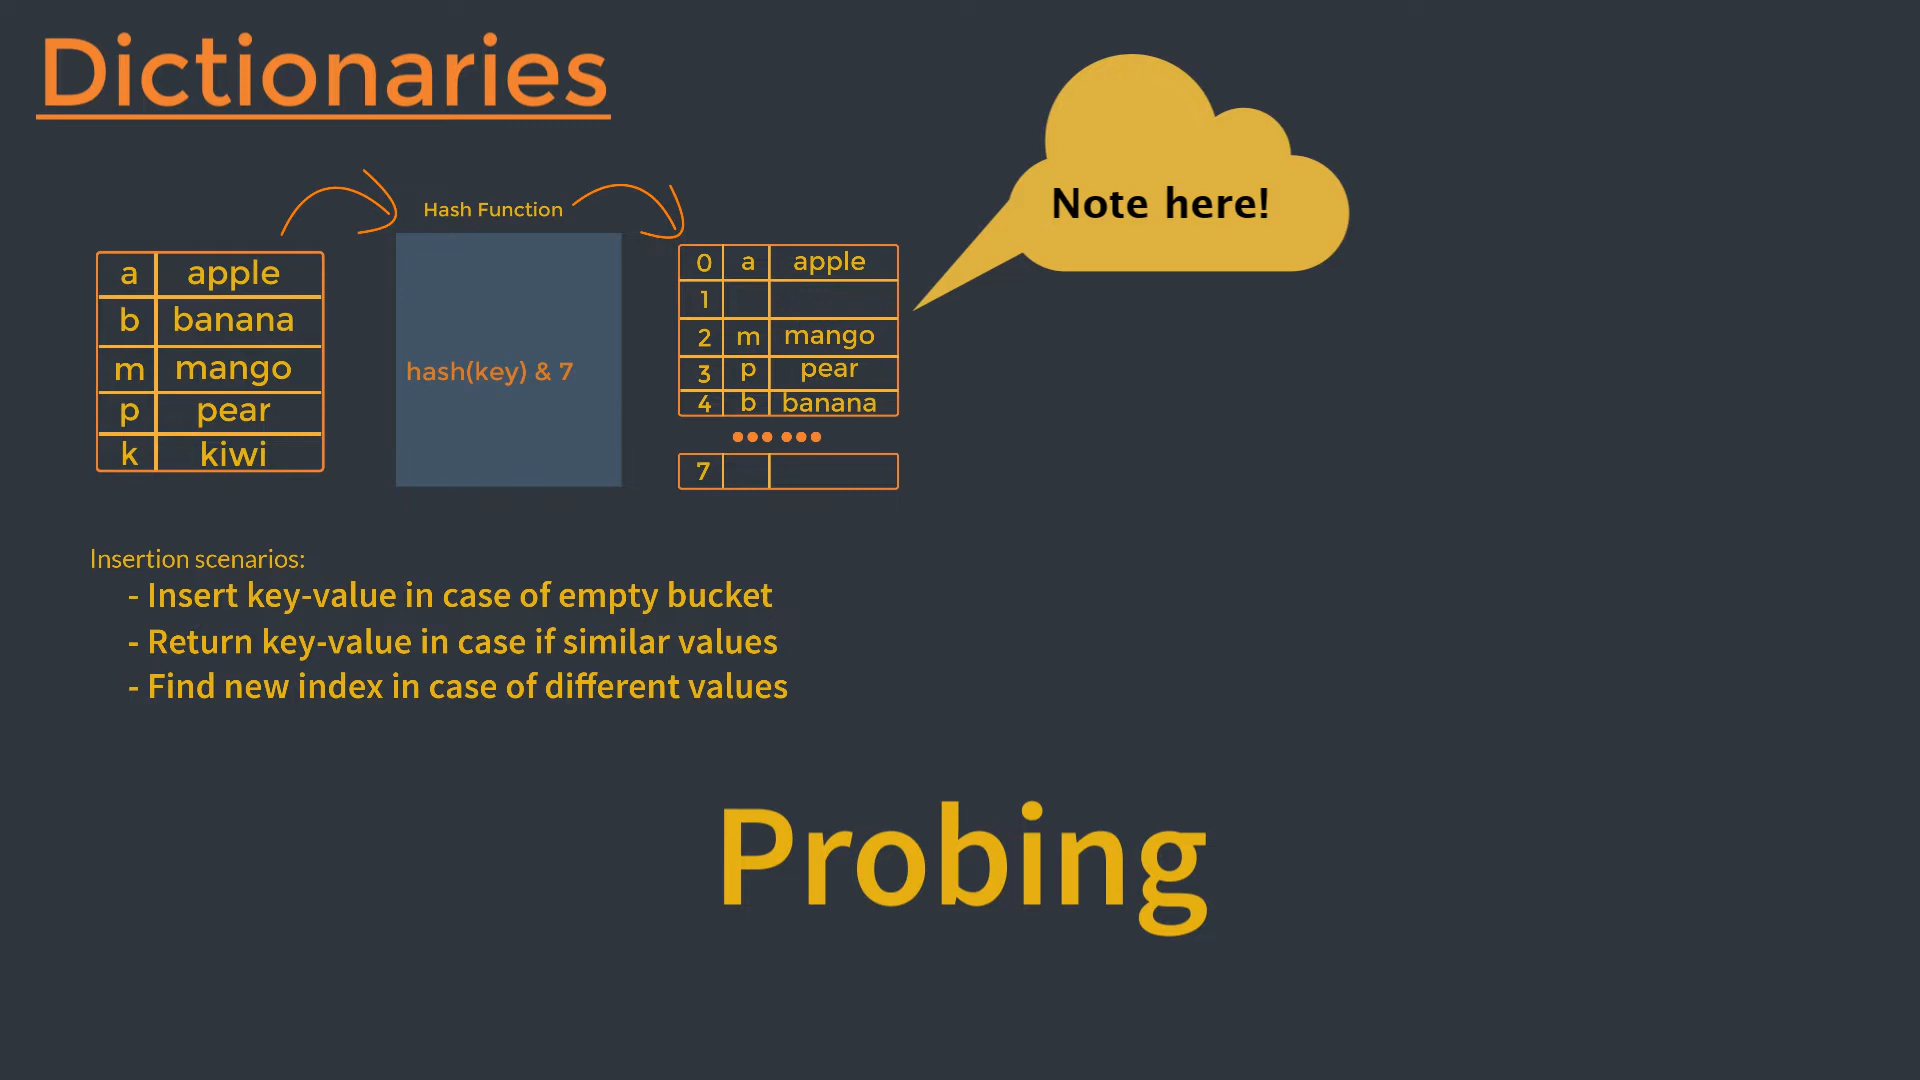 Dictionaries
Note here!
Hash Function
a apple
b banana
m mango
p pear
k kiwi
hash(key) & 7
0 a apple
1
2 m mango
3 p pear
4 b banana
7
Insertion scenarios:
- Insert key-value in case of empty bucket
- Return key-value in case if similar values
- Find new index in case of different values
Probing